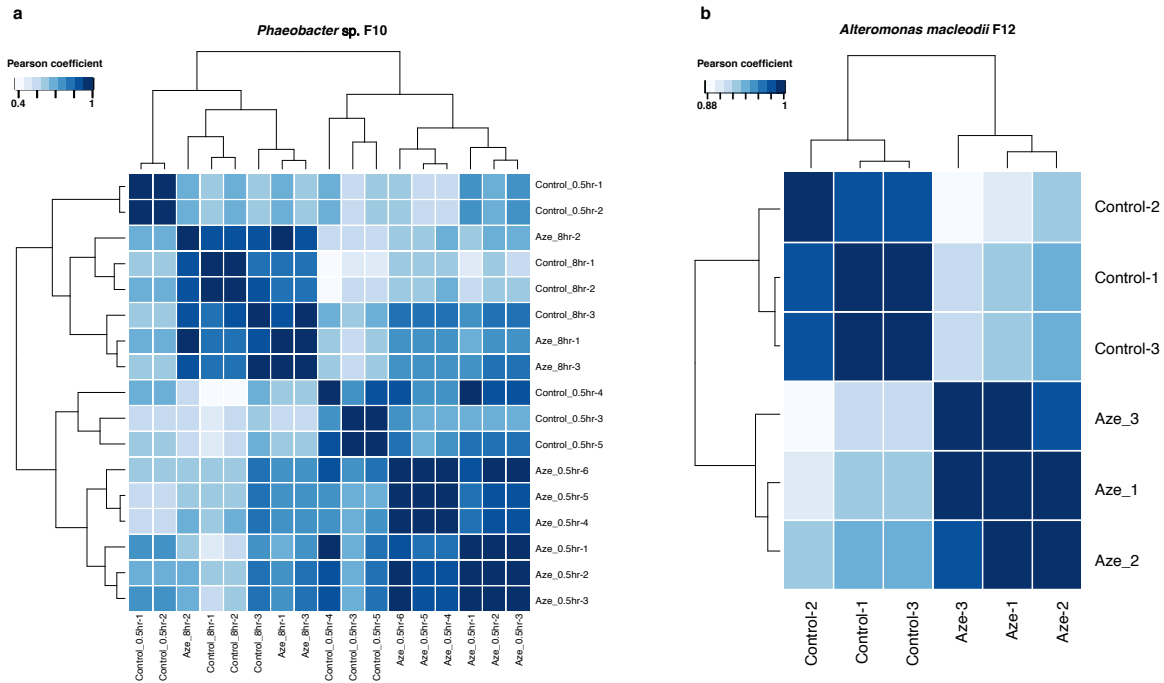 a
Phaeobacter sp. F10
Pearson coefficient
0.4 1
Control_0.5hr-1
Control_0.5hr-2
Aze_8hr-2
Control_8hr-1
Control_8hr-2
Control_8hr-3
Aze_8hr-1
Aze_8hr-3
Control_0.5hr-4
Control_0.5hr-3
Control_0.5hr-5
Aze_0.5hr-6
Aze_0.5hr-5
Aze_0.5hr-4
Aze_0.5hr-1
Aze_0.5hr-2
Aze_0.5hr-3
Control_0.5hr-1
Control_0.5hr-2
Aze_8hr-2
Control_8hr-1
Control_8hr-2
Control_8hr-3
Aze_8hr-1
Aze_8hr-3
Control_0.5hr-4
Control_0.5hr-3
Control_0.5hr-5
Aze_0.5hr-6
Aze_0.5hr-5
Aze_0.5hr-4
Aze_0.5hr-1
Aze_0.5hr-2
Aze_0.5hr-3
b
Alteromonas macleodii F12
Pearson coefficient
0.88 1
Control-2
Control-1
Control-3
Aze_3
Aze_1
Aze_2
Control-2
Control-1
Control-3
Aze-3
Aze-1
Aze-2